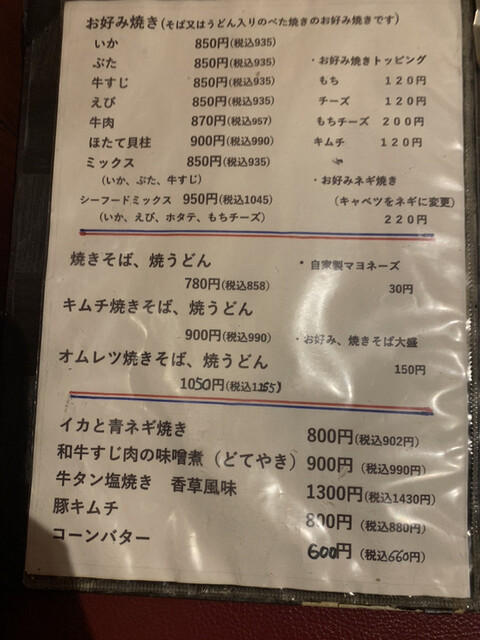 お好み焼き(そば又はうどん入りのべた焼きのお好み焼きです)
いか 850円(税込935)
ぶた 850円(税込935)
牛すじ 850円(税込935)
えび 850円(税込935)
牛肉 870円(税込957)
ほたて貝柱 900円(税込990)
ミックス 850円(税込935)
(いか、ぶた、牛すじ)
シーフードミックス 950円(税込1045)
(いか、えび、ホタテ、もちチーズ)
・お好み焼きトッピング
もち 120円
チーズ 120円
もちチーズ 200円
キムチ 120円
・お好みネギ焼き
(キャベツをネギに変更)
220円
焼きそば、焼うどん
780円(税込858)
キムチ焼きそば、焼うどん
900円(税込990)
オムレツ焼きそば、焼うどん
1050円(税込1155)
・自家製マヨネーズ
30円
・お好み、焼きそば大盛
150円
イカと青ネギ焼き 800円(税込902円)
和牛すじ肉の味噌煮(どてやき) 900円(税込990円)
牛タン塩焼き 香草風味 1300円(税込1430円)
豚キムチ 800円(税込880円)
コーンバター 600円(税込660円)